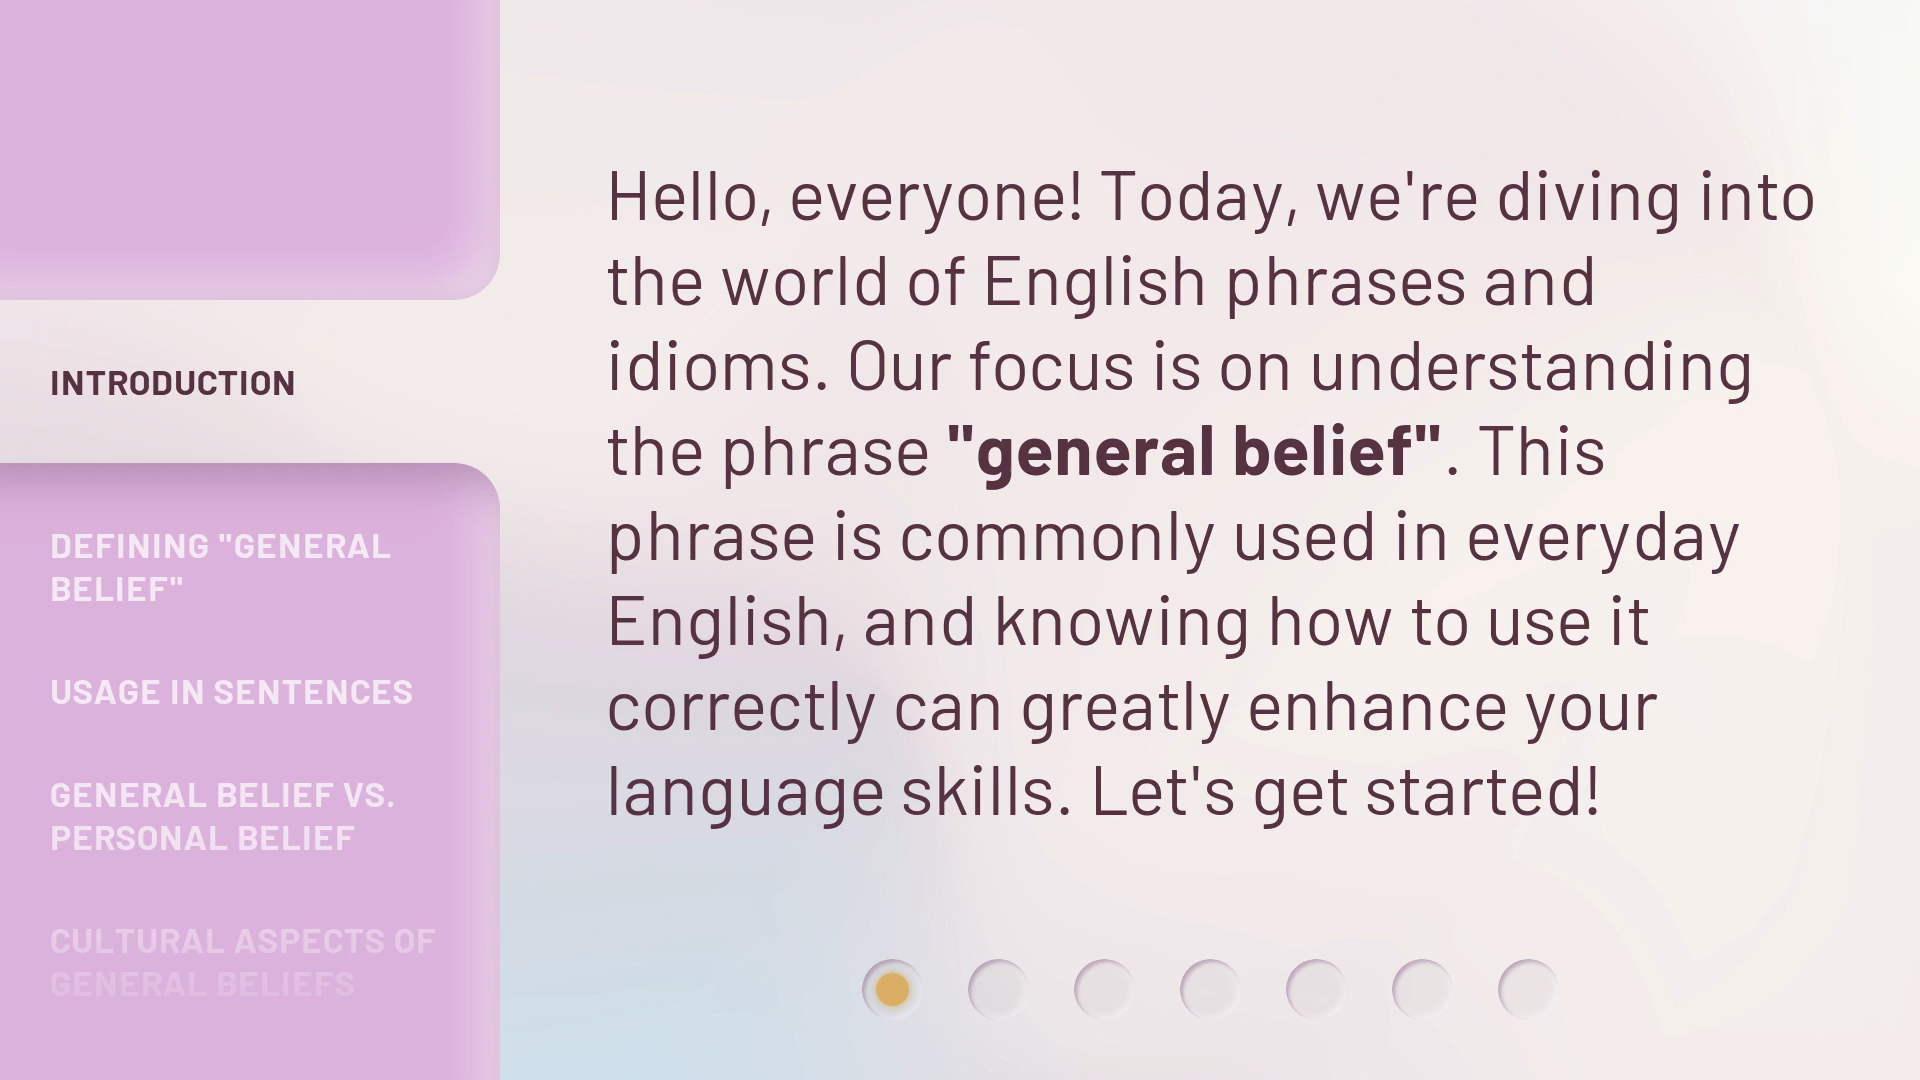 INTRODUCTION
DEFINING "GENERAL
BELIEF"
USAGE IN SENTENCES
GENERAL BELIEF VS.
PERSONAL BELIEF
CULTURAL ASPECTS OF
GENERAL BELIEFS
Hello, everyone! Today, we're diving into
the world of English phrases and
idioms. Our focus is on understanding
the phrase "general belief". This
phrase is commonly used in everyday
English, and knowing how to use it
correctly can greatly enhance your
language skills. Let's get started!